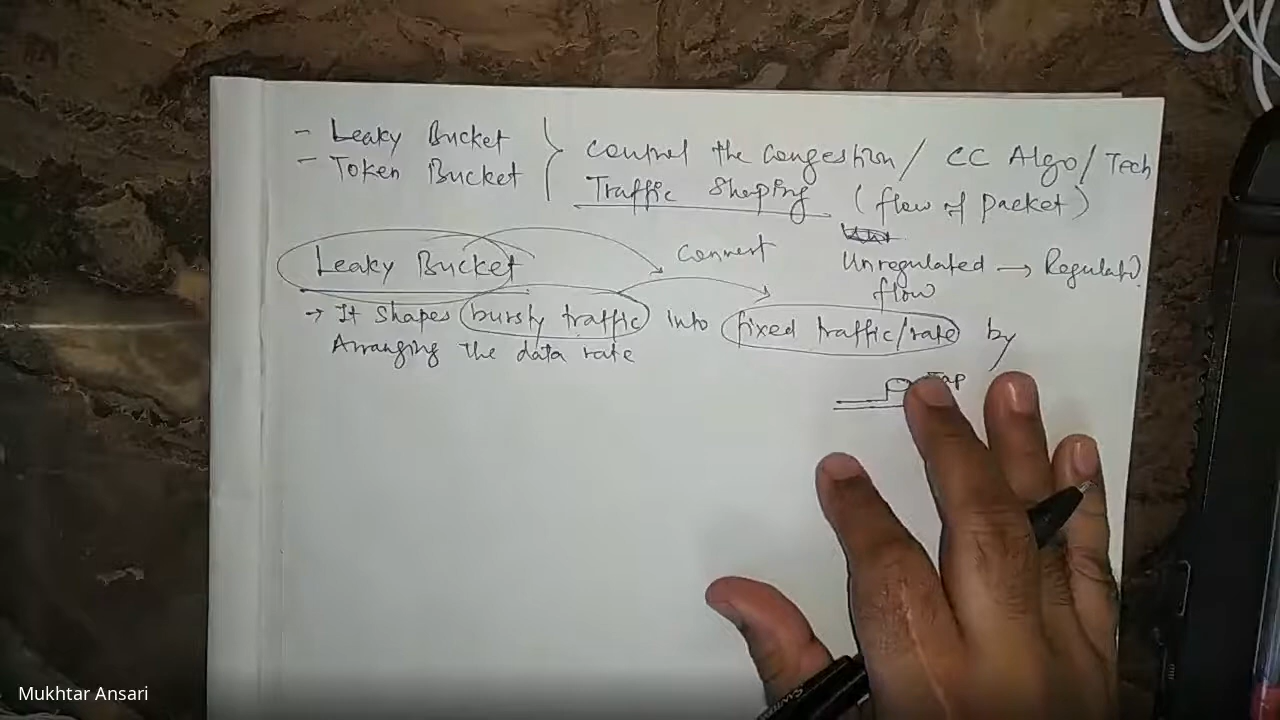 - Leaky Bucket
- Token Bucket
control the congestion / CC Algo / Tech
Traffic Shaping (flow of packet)
Leaky Bucket
Convert
Unregulated → Regulated
flow
→ It shapes bursty traffic into fixed traffic/rate by
Arranging the data rate
Tap
Mukhtar Ansari